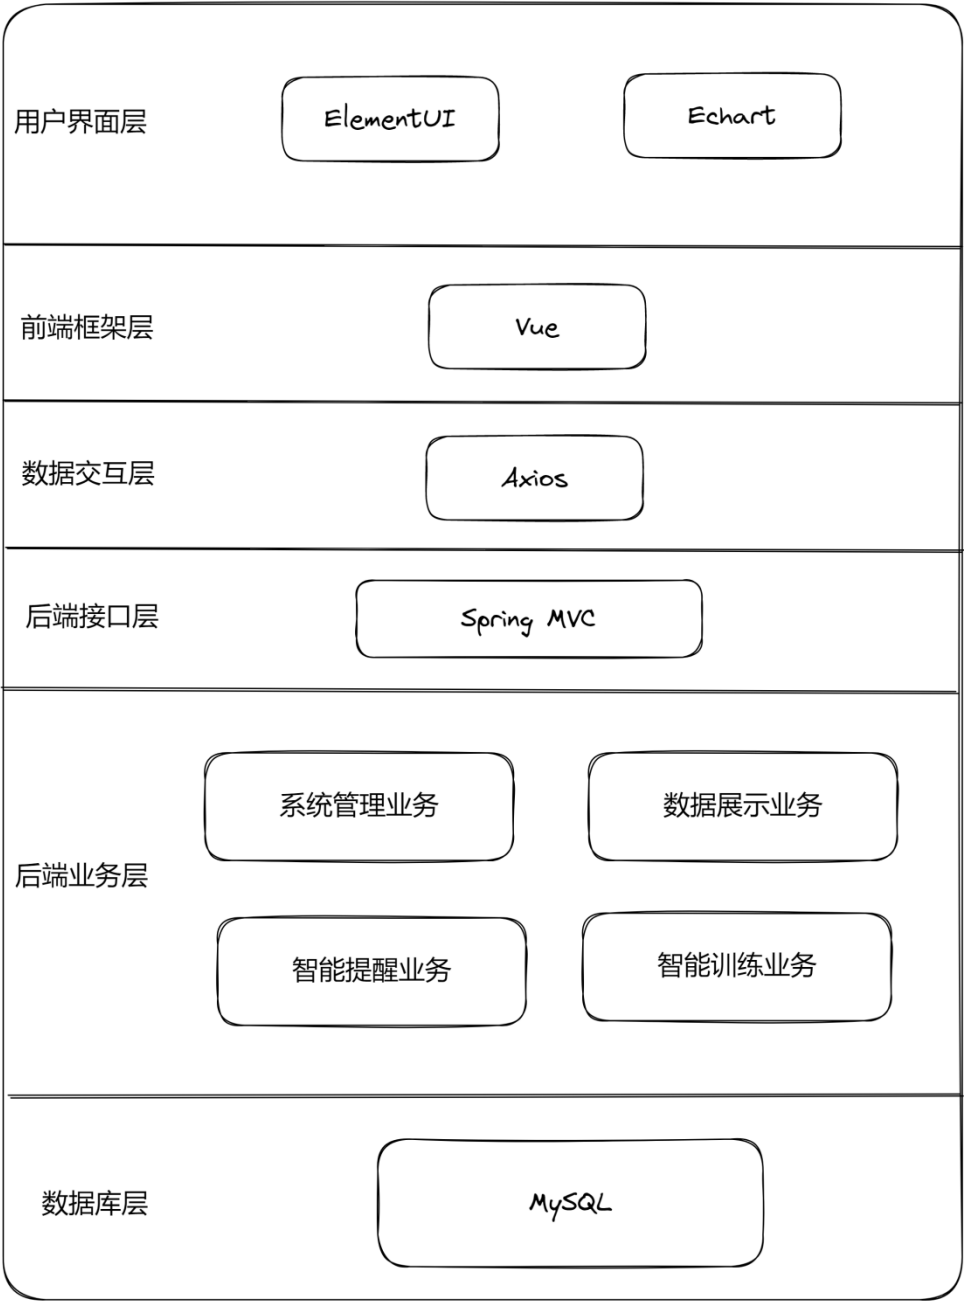 用户界面层
ElementUI
Echart
前端框架层
Vue
数据交互层
Axios
后端接口层
Spring MVC
系统管理业务
数据展示业务
后端业务层
智能提醒业务
智能训练业务
数据库层
MySQL